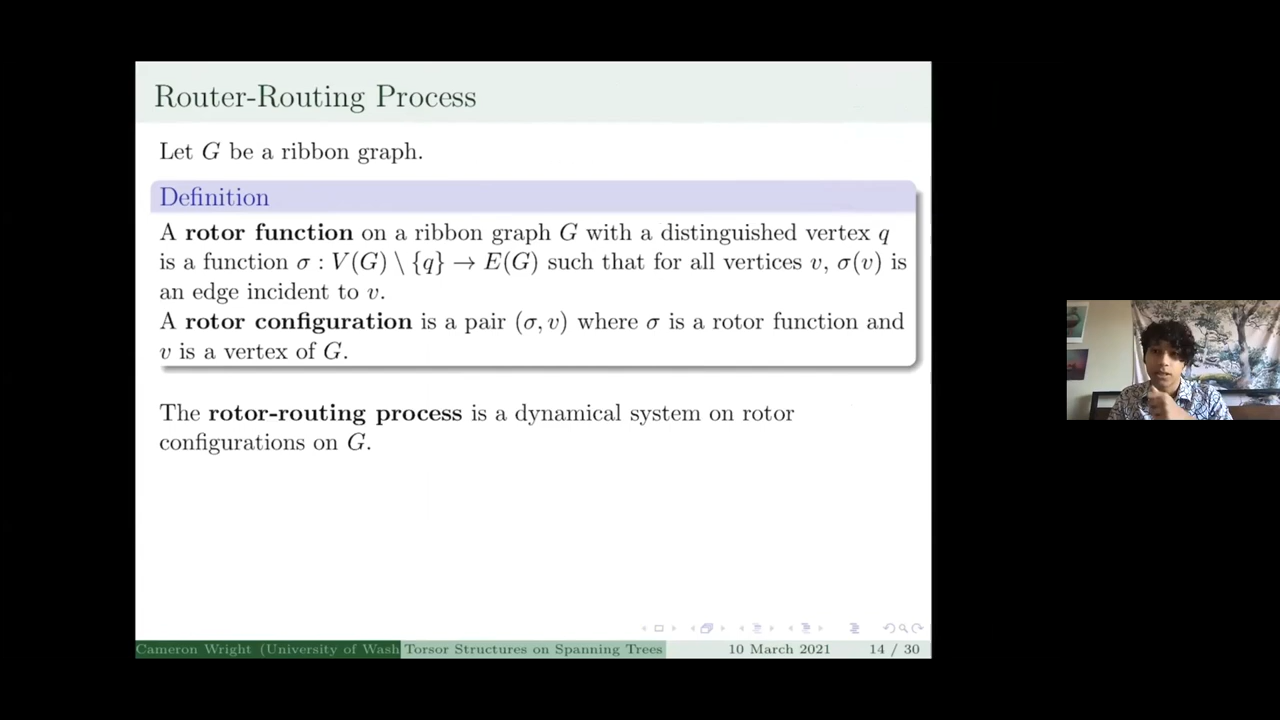 Router-Routing Process
Let G be a ribbon graph.
Definition
A rotor function on a ribbon graph G with a distinguished vertex q
is a function σ : V(G) \ {q} → E(G) such that for all vertices v, σ(v) is
an edge incident to v.
A rotor configuration is a pair (σ, v) where σ is a rotor function and
v is a vertex of G.
The rotor-routing process is a dynamical system on rotor
configurations on G.
Cameron Wright (University of Wash Torsor Structures on Spanning Trees 10 March 2021 14 / 30